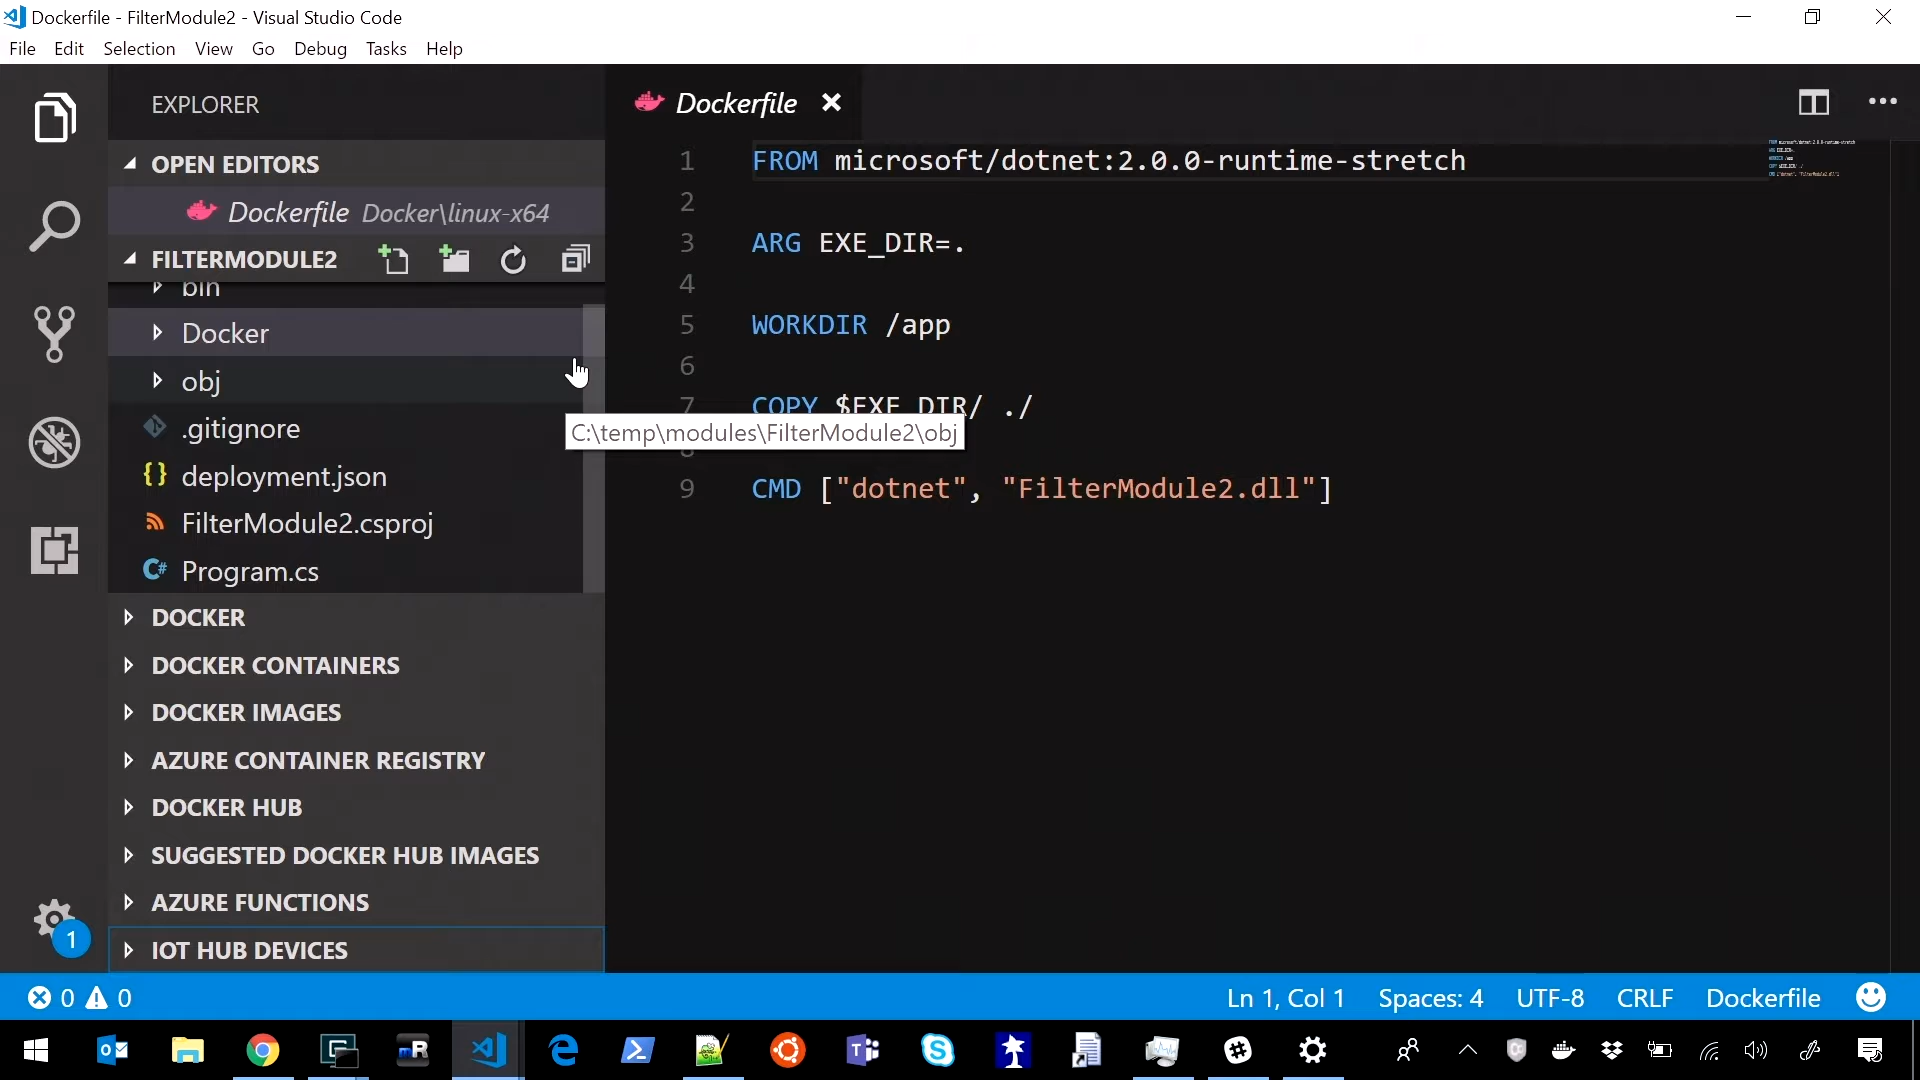 Dockerfile - FilterModule2 - Visual Studio Code
File Edit Selection View Go Debug Tasks Help
EXPLORER
OPEN EDITORS
Dockerfile Docker\linux-x64
FILTERMODULE2
bin
Docker
obj
.gitignore
deployment.json
FilterModule2.csproj
Program.cs
DOCKER
DOCKER CONTAINERS
DOCKER IMAGES
AZURE CONTAINER REGISTRY
DOCKER HUB
SUGGESTED DOCKER HUB IMAGES
AZURE FUNCTIONS
IOT HUB DEVICES
1
Dockerfile
1 FROM microsoft/dotnet:2.0.0-runtime-stretch
2
3 ARG EXE_DIR=.
4
5 WORKDIR /app
6
7 COPY $EXE_DIR/ ./
C:\temp\modules\FilterModule2\obj
8
9 CMD ["dotnet", "FilterModule2.dll"]
0 0
Ln 1, Col 1 Spaces: 4 UTF-8 CRLF Dockerfile